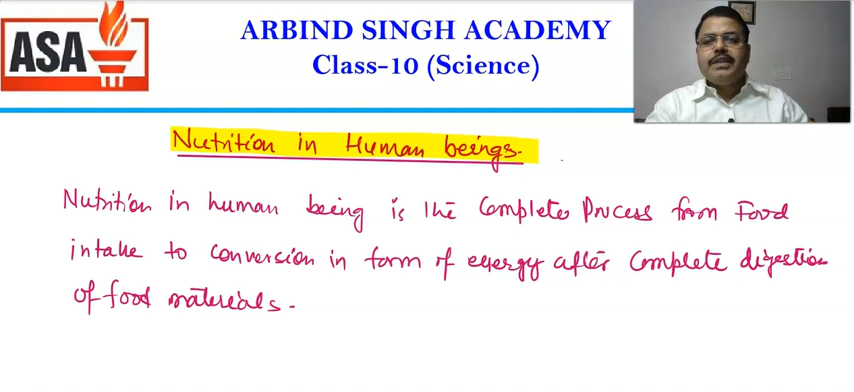 ASA
ARBIND SINGH ACADEMY
Class-10 (Science)
Nutrition in Human beings.
Nutrition in human being is the Complete Process from Food
intake to conversion in form of energy after complete digestion
of food materials.